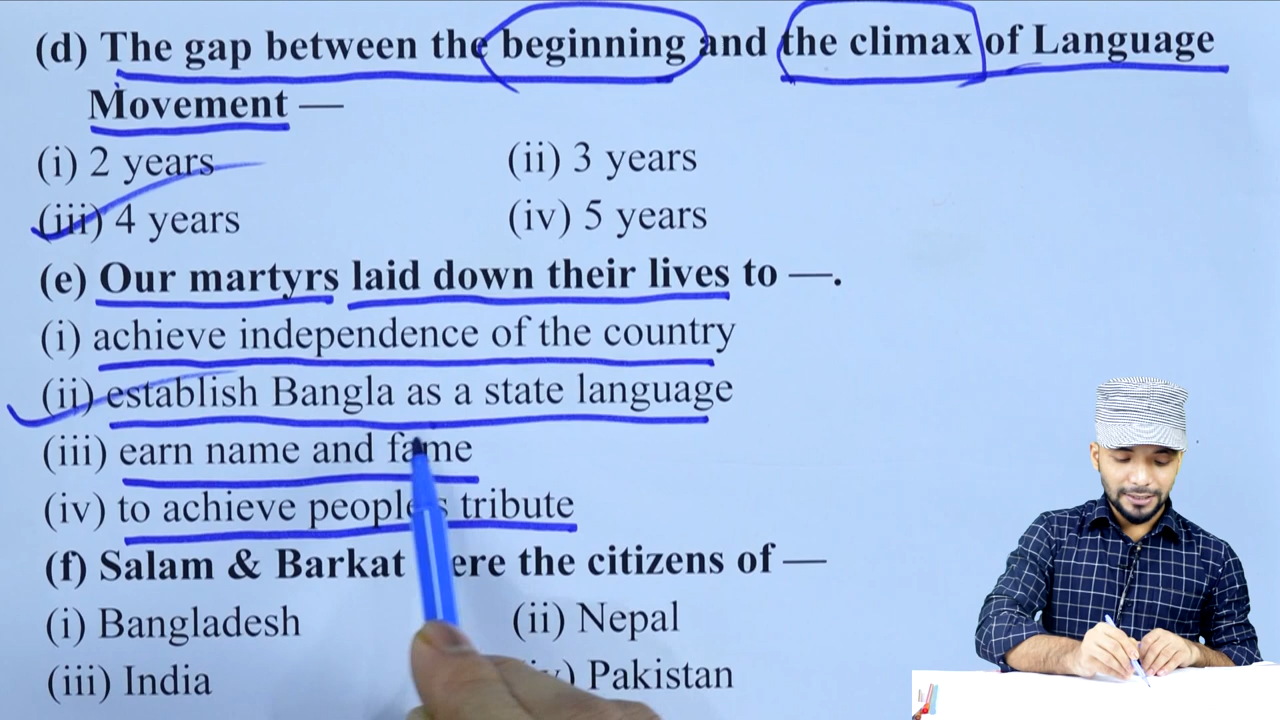 (d) The gap between the beginning and the climax of Language
Movement —
(i) 2 years (ii) 3 years
(iii) 4 years (iv) 5 years
(e) Our martyrs laid down their lives to —.
(i) achieve independence of the country
(ii) establish Bangla as a state language
(iii) earn name and fame
(iv) to achieve tribute
(f) Salam & Barkat the citizens of —
(i) Bangladesh (ii) Nepal
(iii) India Pakistan